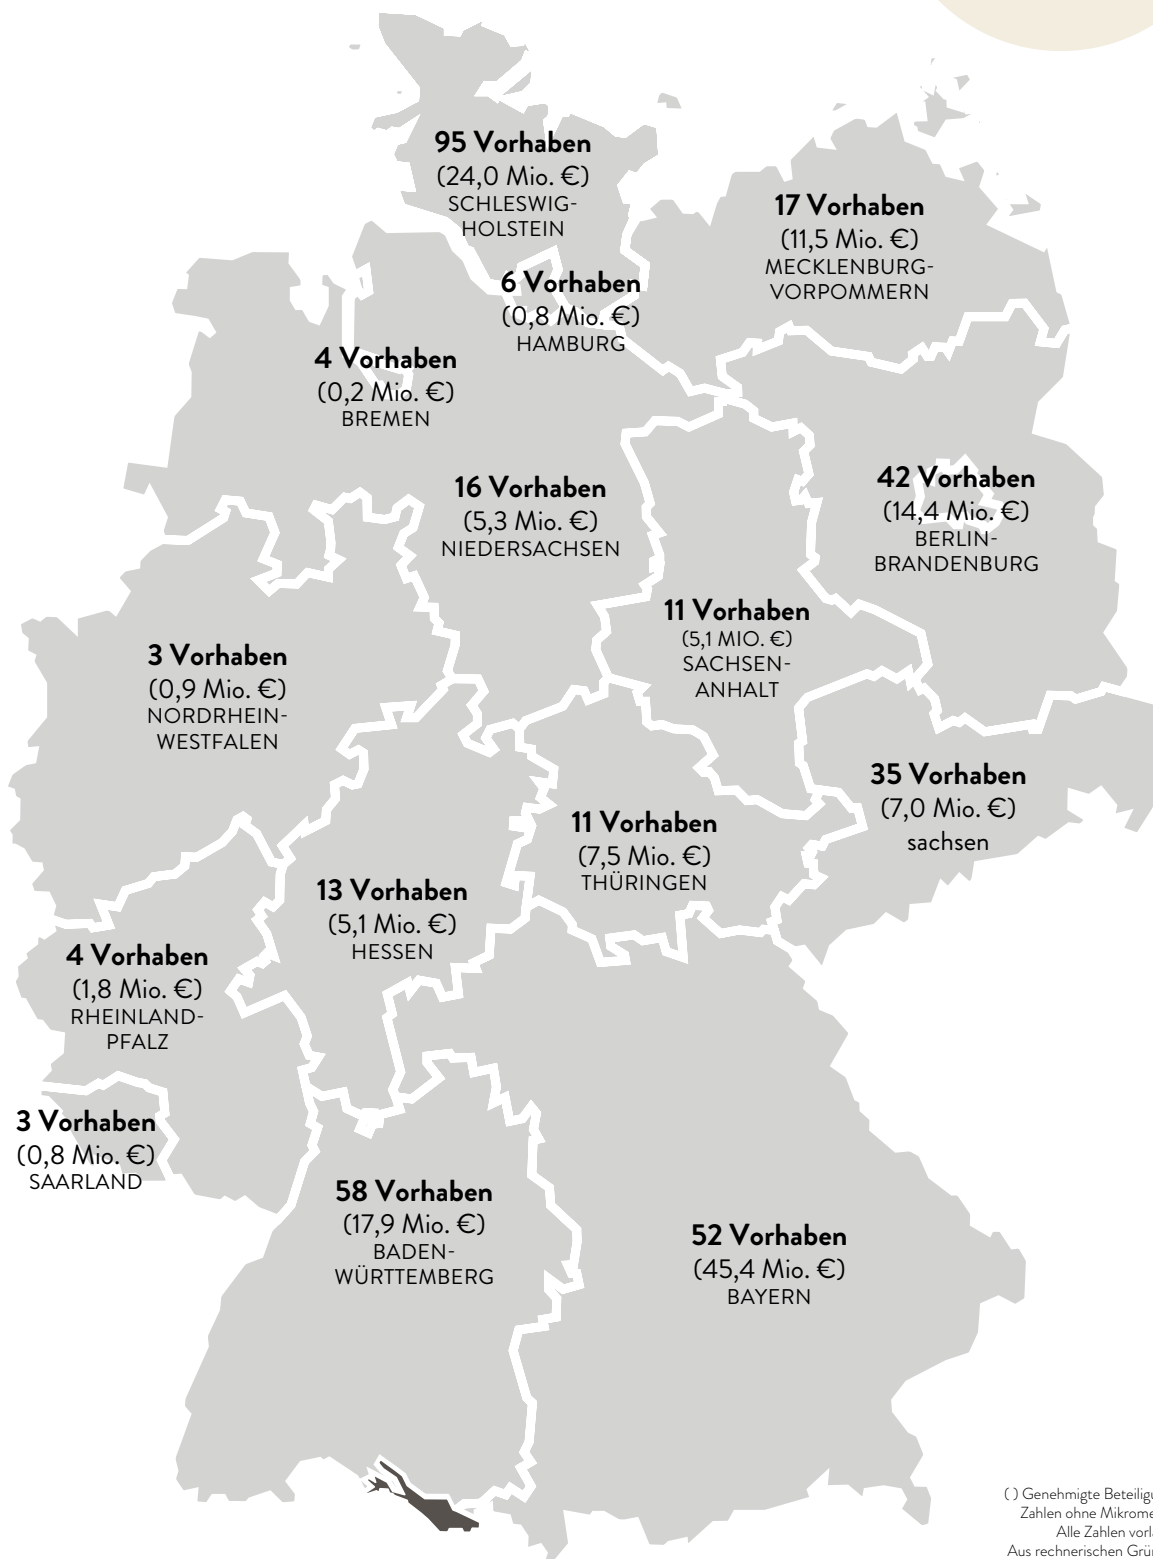 95 Vorhaben
(24,0 Mio. €)
SCHLESWIG-
HOLSTEIN
17 Vorhaben
(11,5 Mio. €)
MECKLENBURG-
VORPOMMERN
6 Vorhaben
(0,8 Mio. €)
HAMBURG
4 Vorhaben
(0,2 Mio. €)
BREMEN
16 Vorhaben
(5,3 Mio. €)
NIEDERSACHSEN
42 Vorhaben
(14,4 Mio. €)
BERLIN-
BRANDENBURG
11 Vorhaben
(5,1 MIO. €)
SACHSEN-
ANHALT
3 Vorhaben
(0,9 Mio. €)
NORDRHEIN-
WESTFALEN
35 Vorhaben
(7,0 Mio. €)
sachsen
11 Vorhaben
(7,5 Mio. €)
THÜRINGEN
13 Vorhaben
(5,1 Mio. €)
HESSEN
4 Vorhaben
(1,8 Mio. €)
RHEINLAND-
PFALZ
3 Vorhaben
(0,8 Mio. €)
SAARLAND
58 Vorhaben
(17,9 Mio. €)
BADEN-
WÜRTTEMBERG
52 Vorhaben
(45,4 Mio. €)
BAYERN
( ) Genehmigte
Zahlen ohne
Alle Zahlen
Aus rechnerischen